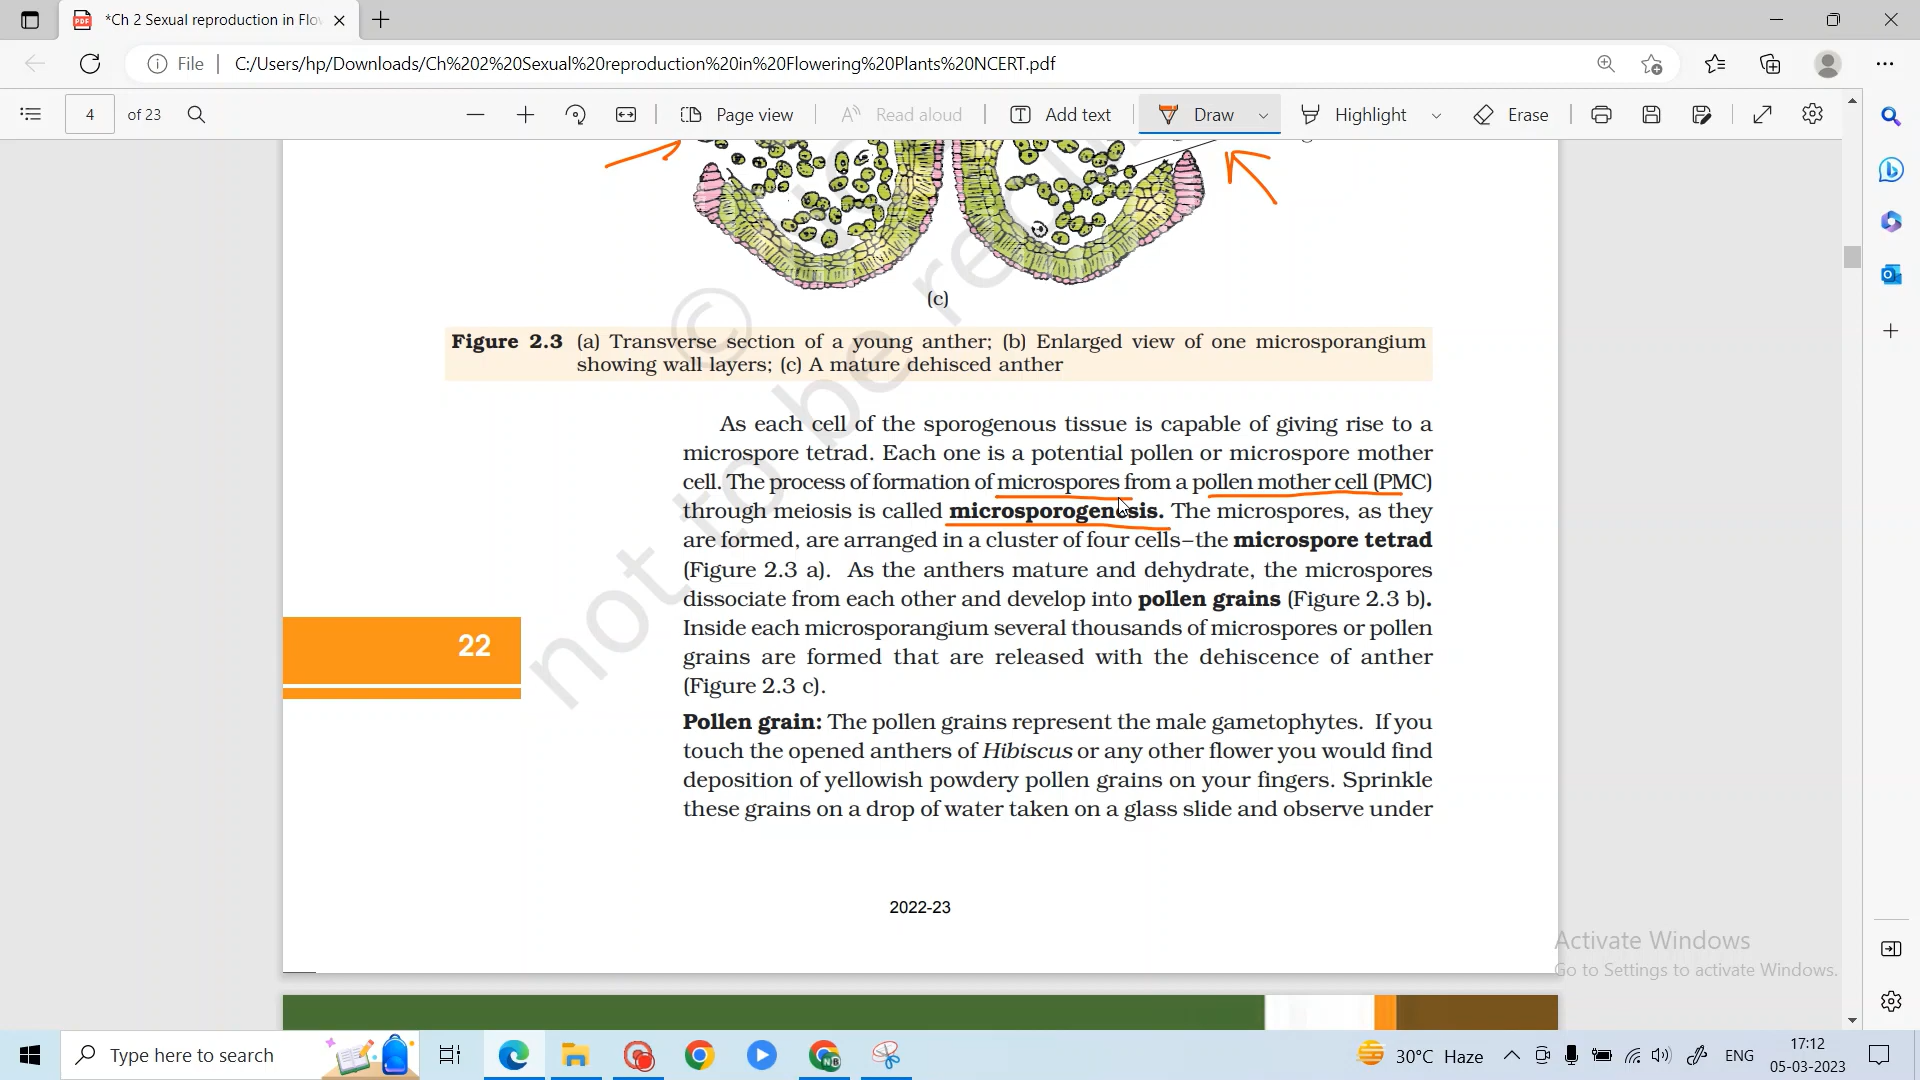 *Ch 2 Sexual reproduction in Flo
File
C:/Users/hp/Downloads/Ch%202%20Sexual%20reproduction%20in%20Flowering%20Plants%20NCERT.pdf
4 of 23
Page view
Read aloud
Add text
Draw
Highlight
Erase
(c)
Figure 2.3 (a) Transverse section of a young anther; (b) Enlarged view of one microsporangium
showing wall layers; (c) A mature dehisced anther
As each cell of the sporogenous tissue is capable of giving rise to a
microspore tetrad. Each one is a potential pollen or microspore mother
cell. The process of formation of microspores from a pollen mother cell (PMC)
through meiosis is called microsporogenesis. The microspores, as they
are formed, are arranged in a cluster of four cells–the microspore tetrad
(Figure 2.3 a). As the anthers mature and dehydrate, the microspores
dissociate from each other and develop into pollen grains (Figure 2.3 b).
Inside each microsporangium several thousands of microspores or pollen
grains are formed that are released with the dehiscence of anther
(Figure 2.3 c).
22
Pollen grain: The pollen grains represent the male gametophytes. If you
touch the opened anthers of Hibiscus or any other flower you would find
deposition of yellowish powdery pollen grains on your fingers. Sprinkle
these grains on a drop of water taken on a glass slide and observe under
2022-23
not to be re
©
Activate Windows
Go to Settings to activate Windows.
Type here to search
30°C Haze
ENG
17:12
05-03-2023